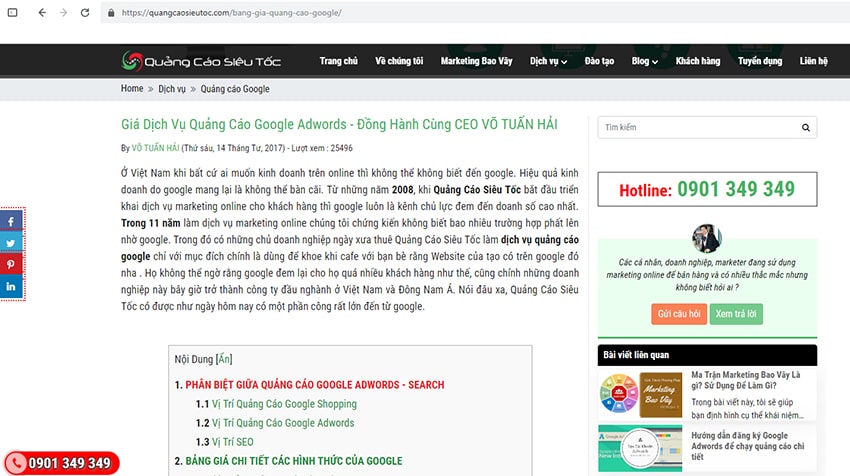 https://quangcaosieutoc.com/bang-gia-quang-cao-google/
Quảng Cáo Siêu Tốc
Trang chủ Về chúng tôi Marketing Bao Vây Dịch vụ Đào tạo Blog Khách hàng Tuyển dụng Liên hệ
Home » Dịch vụ » Quảng cáo Google
Giá Dịch Vụ Quảng Cáo Google Adwords - Đồng Hành Cùng CEO VÕ TUẤN HẢI
By VÕ TUẤN HẢI (Thứ sáu, 14 Tháng Tư, 2017) - Lượt xem : 25496
Ở Việt Nam khi bất cứ ai muốn kinh doanh trên online thì không thể không biết đến google. Hiệu quả kinh
doanh do google mang lại là không thể bàn cãi. Từ những năm 2008, khi Quảng Cáo Siêu Tốc bắt đầu triển
khai dịch vụ marketing online cho khách hàng thì google luôn là kênh chủ lực đem đến doanh số cao nhất.
Trong 11 năm làm dịch vụ marketing online chúng tôi chứng kiến không biết bao nhiêu trường hợp phất lên
nhờ google. Trong đó có những chủ doanh nghiệp ngày xưa thuê Quảng Cáo Siêu Tốc làm dịch vụ quảng cáo
google chỉ với mục đích chính là dùng để khoe khi cafe với bạn bè rằng Website của tạo có trên google đó
nha . Họ không thể ngờ rằng google đem lại cho họ quá nhiều khách hàng như thế, cũng chính những doanh
nghiệp này bây giờ trở thành công ty đầu nghành ở Việt Nam và Đông Nam Á. Nói đâu xa, Quảng Cáo Siêu
Tốc có được như ngày hôm nay có một phần công rất lớn đến từ google.
Nội Dung [Ẩn]
1. PHÂN BIỆT GIỮA QUẢNG CÁO GOOGLE ADWORDS - SEARCH
1.1 Vị Trí Quảng Cáo Google Shopping
1.2 Vị Trí Quảng Cáo Google Adwords
1.3 Vị Trí SEO
2. BẢNG GIÁ CHI TIẾT CÁC HÌNH THỨC CỦA GOOGLE
0901 349 349
Tìm kiếm
Hotline: 0901 349 349
Các cá nhân, doanh nghiệp, marketer đang sử dụng
marketing online để bán hàng và có nhiều thắc mắc nhưng
không biết hỏi ai ?
Gửi câu hỏi Xem trả lời
Bài viết liên quan
Marketing
Bao Vây
Ma Trận Marketing Bao Vây Là
gì? Sử Dụng Để Làm Gì?
Trong bài viết này, tôi sẽ giúp
bạn định hình cụ thể khái niệm...
Hướng dẫn đăng ký Google
Adwords để chạy quảng cáo chi
tiết